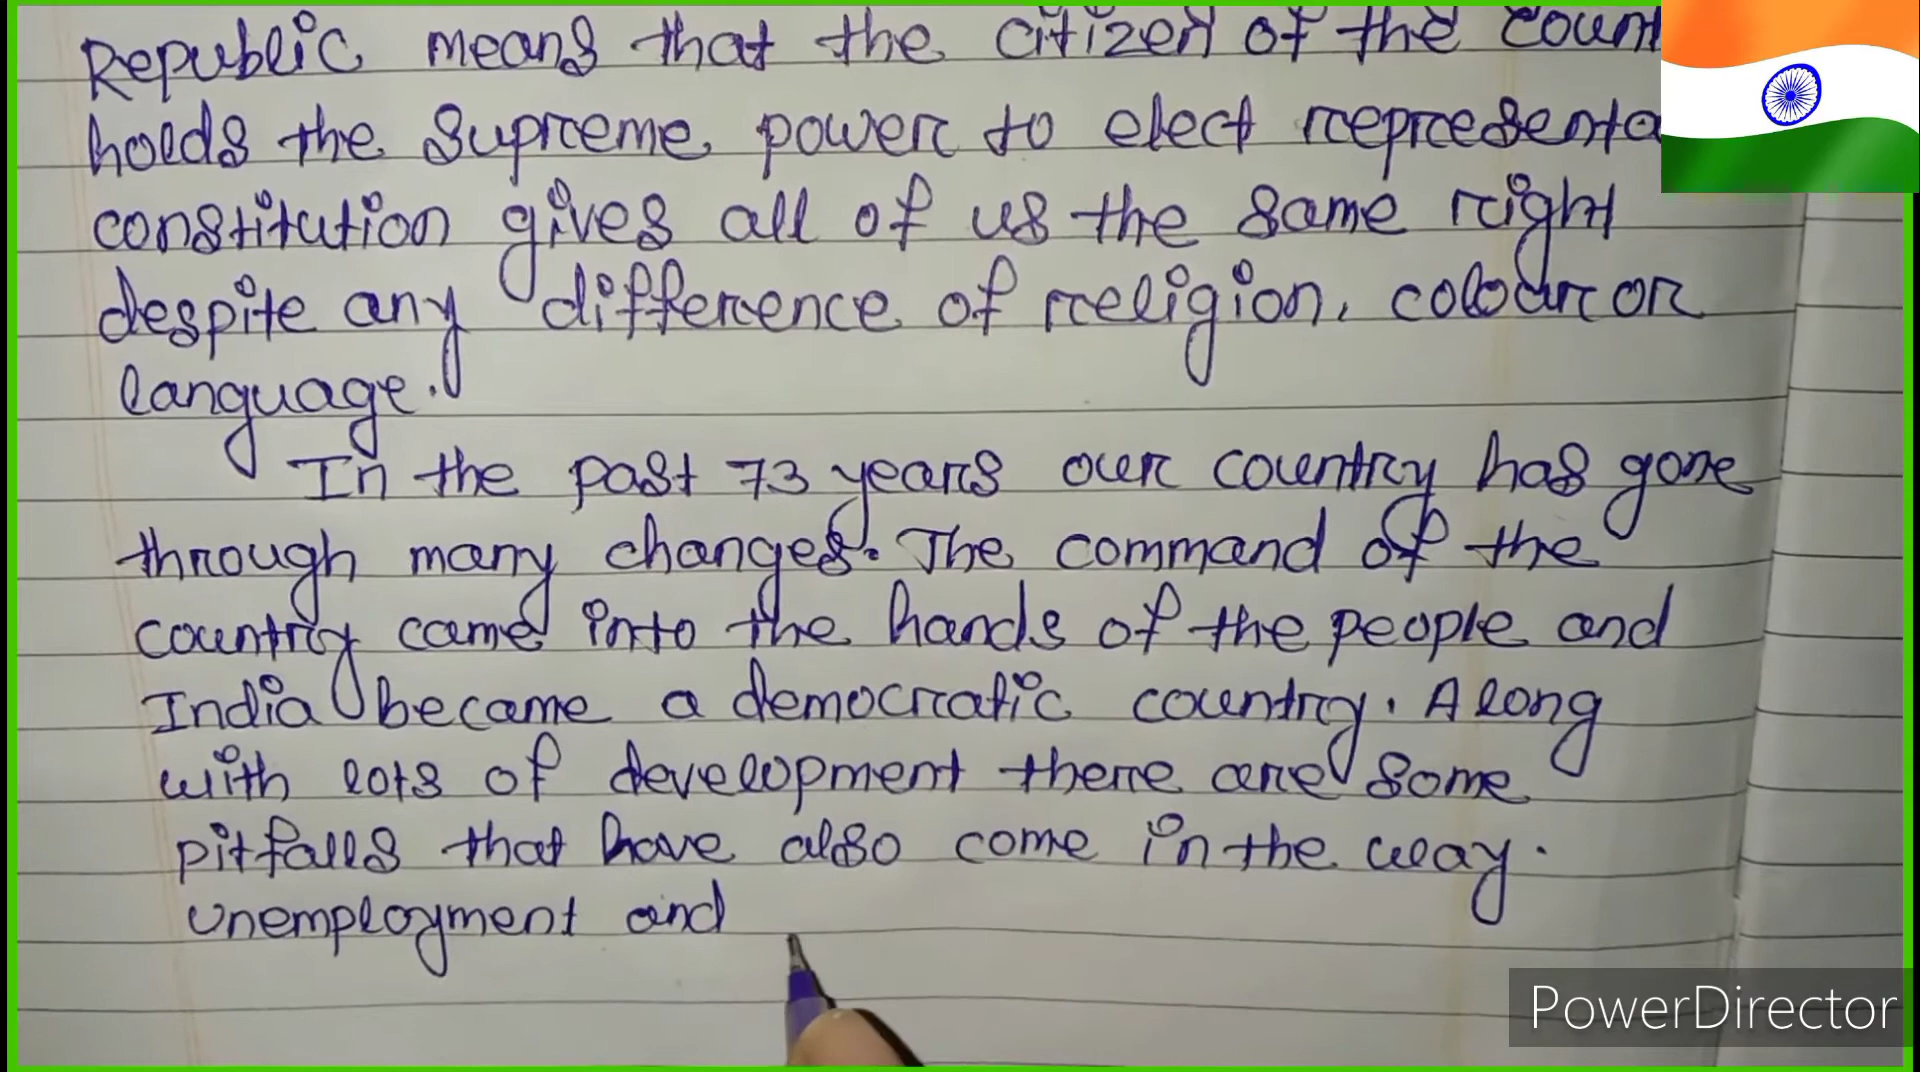 Republic means that the citizen of the coun
holds the supreme power to elect representa
constitution gives all of us the same right
despite any difference of religion, colour or
language.
In the past 73 years our country has gone
through many changes. The command of the
country came into the hands of the people and
India became a democratic country. Along
with lots of development there are some
pitfalls that have also come in the way.
Unemployment and
PowerDirector